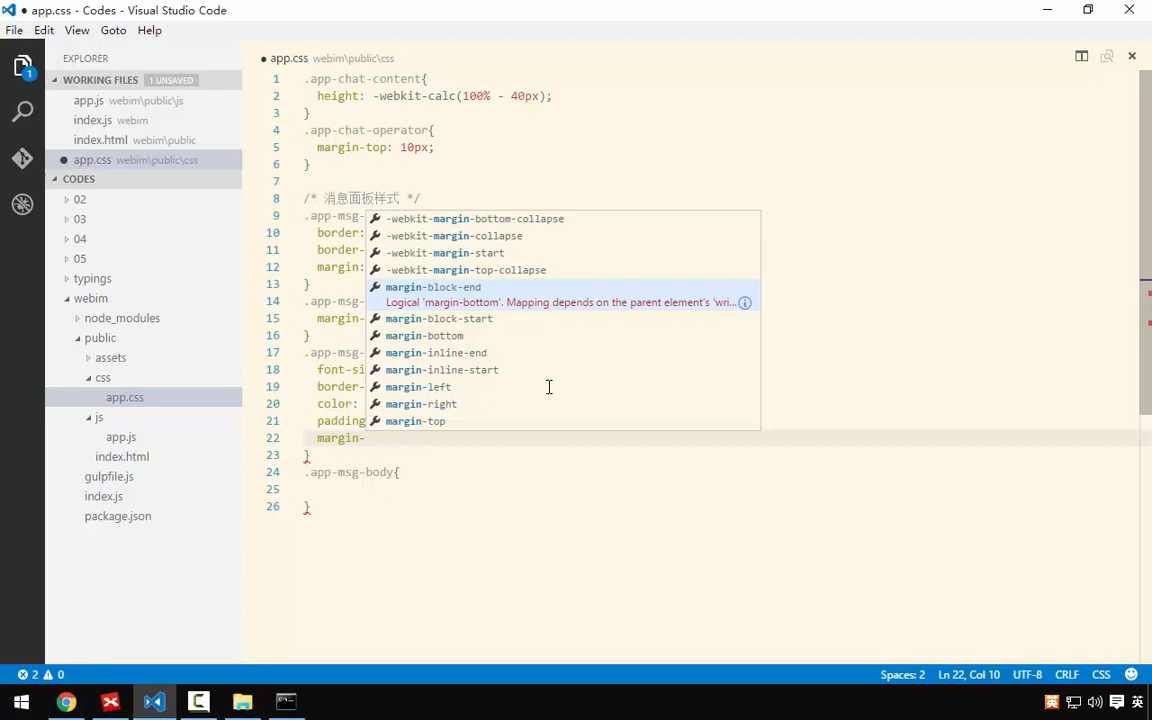 app.css - Codes - Visual Studio Code
File Edit View Goto Help
EXPLORER
WORKING FILES 1 UNSAVED
app.js webim\public\js
index.js webim
index.html webim\public
app.css webim\public\css
CODES
02
03
04
05
typings
webim
node_modules
public
assets
css
app.css
js
app.js
index.html
gulpfile.js
index.js
package.json
app.css webim\public\css
1 .app-chat-content{
2 height: -webkit-calc(100% - 40px);
3 }
4 .app-chat-operator{
5 margin-top: 10px;
6 }
7
8 /* 消息面板样式 */
9 .app-msg-
10 border:
11 border-
12 margin:
13 }
14 .app-msg-
15 margin-
16 }
17 .app-msg-
18 font-si
19 border-
20 color:
21 padding
22 margin-
23 }
24 .app-msg-body{
25
26 }
-webkit-margin-bottom-collapse
-webkit-margin-collapse
-webkit-margin-start
-webkit-margin-top-collapse
margin-block-end
Logical 'margin-bottom'. Mapping depends on the parent element's 'wri...
margin-block-start
margin-bottom
margin-inline-end
margin-inline-start
margin-left
margin-right
margin-top
2 0
Spaces: 2 Ln 22, Col 10 UTF-8 CRLF CSS
英